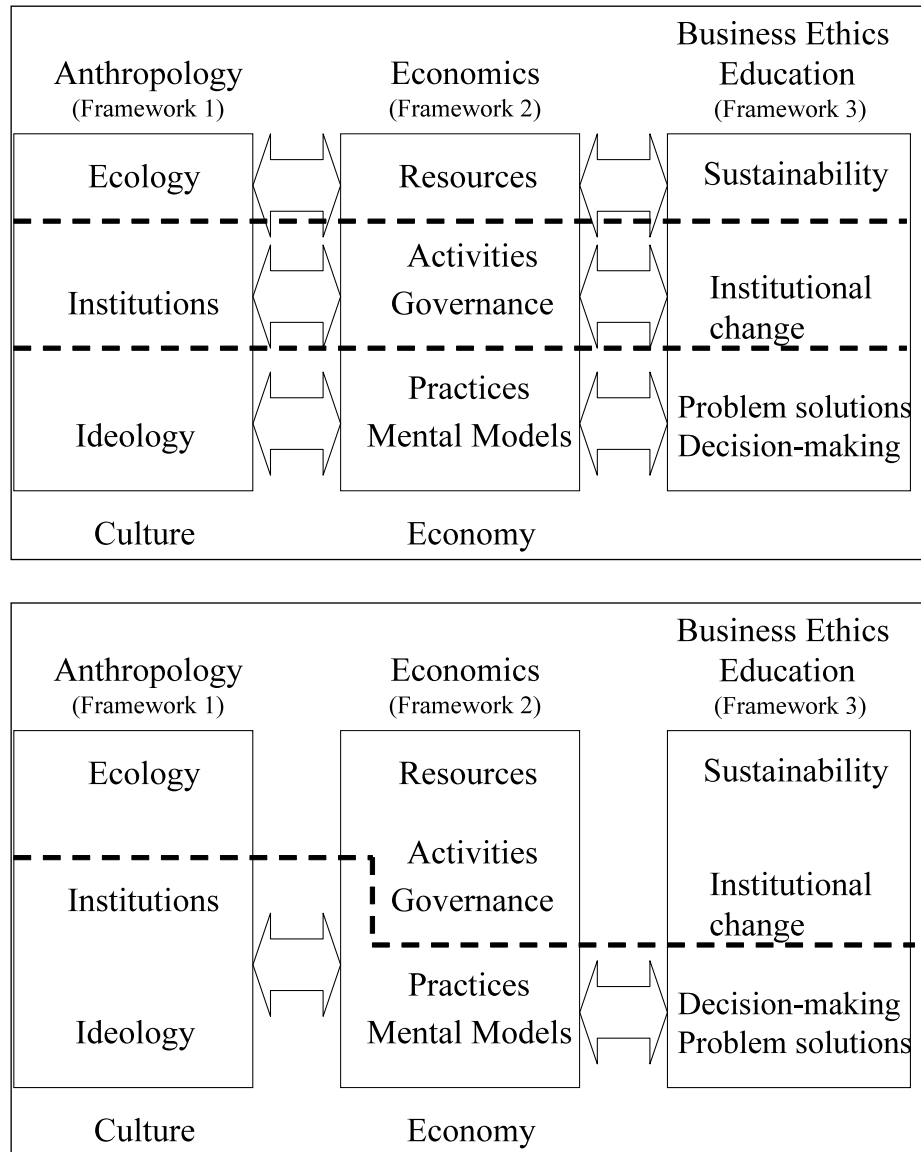 Anthropology
(Framework 1)
Economics
(Framework 2)
Business Ethics
Education
(Framework 3)
Ecology
Resources
Sustainability
Institutions
Activities
Governance
Institutional
change
Ideology
Practices
Mental Models
Problem solutions
Decision-making
Culture
Economy
Anthropology
(Framework 1)
Economics
(Framework 2)
Business Ethics
Education
(Framework 3)
Ecology
Resources
Sustainability
Institutions
Activities
Governance
Institutional
change
Ideology
Practices
Mental Models
Decision-making
Problem solutions
Culture
Economy